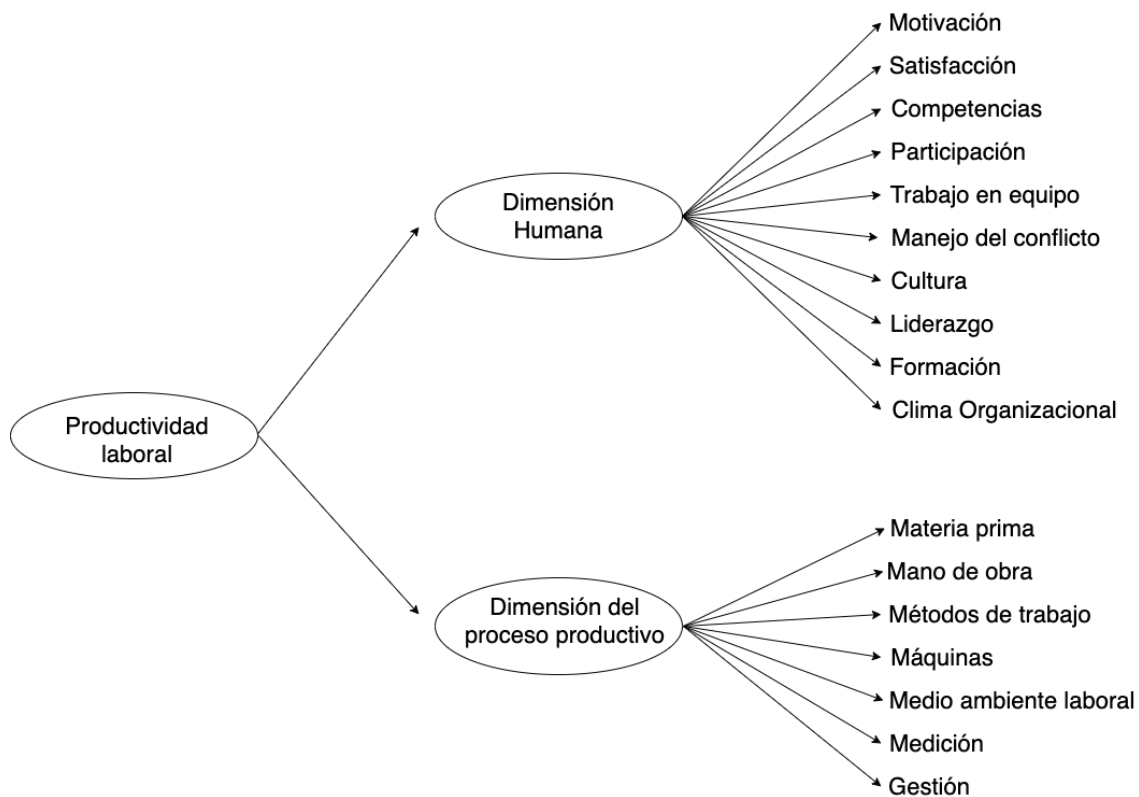 Productividad
laboral
Dimensión
Humana
Motivación
Satisfacción
Competencias
Participación
Trabajo en equipo
Manejo del conflicto
Cultura
Liderazgo
Formación
Clima Organizacional
Dimensión del
proceso productivo
Materia prima
Mano de obra
Métodos de trabajo
Máquinas
Medio ambiente laboral
Medición
Gestión